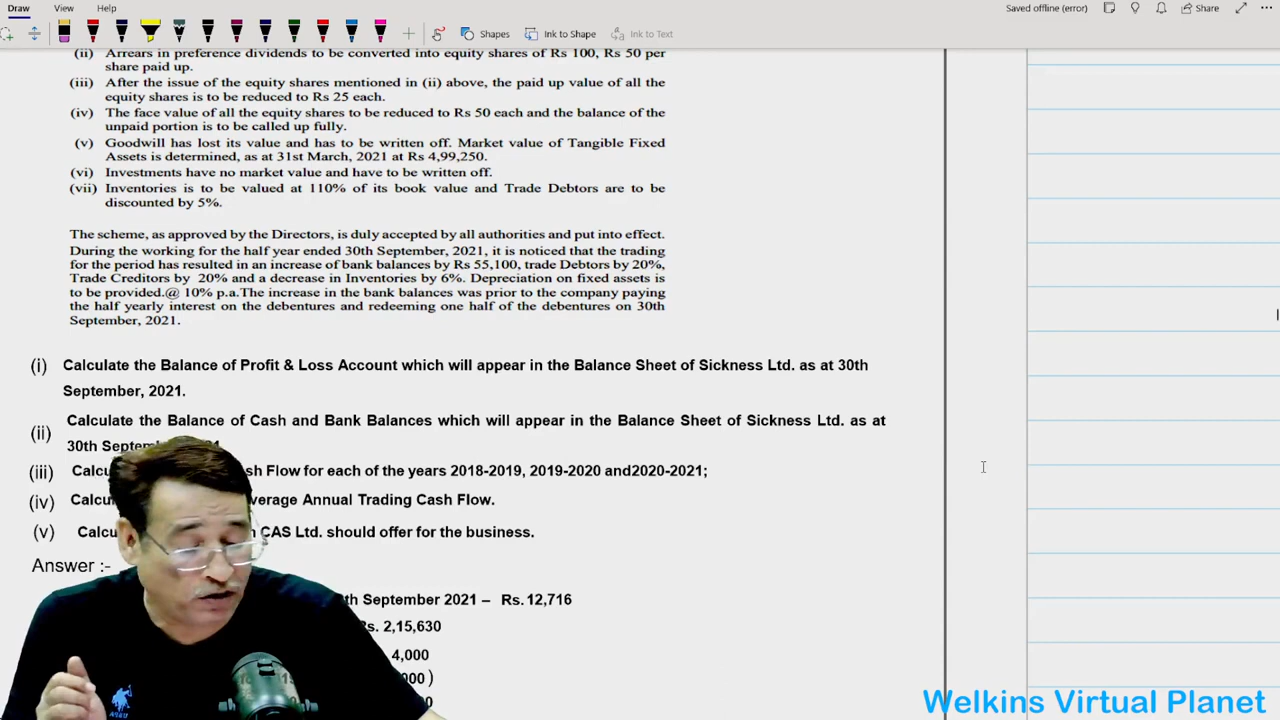 Draw View Help Saved offline (error) Share
Shapes Ink to Shape Ink to Text
(ii) Arrears in preference dividends to be converted into equity shares of Rs 100, Rs 50 per
share paid up.
(iii) After the issue of the equity shares mentioned in (ii) above, the paid up value of all the
equity shares is to be reduced to Rs 25 each.
(iv) The face value of all the equity shares to be reduced to Rs 50 each and the balance of the
unpaid portion is to be called up fully.
(v) Goodwill has lost its value and has to be written off. Market value of Tangible Fixed
Assets is determined, as at 31st March, 2021 at Rs 4,99,250.
(vi) Investments have no market value and have to be written off.
(vii) Inventories is to be valued at 110% of its book value and Trade Debtors are to be
discounted by 5%.
The scheme, as approved by the Directors, is duly accepted by all authorities and put into effect.
During the working for the half year ended 30th September, 2021, it is noticed that the trading
for the period has resulted in an increase of bank balances by Rs 55,100, trade Debtors by 20%,
Trade Creditors by 20% and a decrease in Inventories by 6%. Depreciation on fixed assets is
to be provided.@ 10% p.a.The increase in the bank balances was prior to the company paying
the half yearly interest on the debentures and redeeming one half of the debentures on 30th
September, 2021.
(i) Calculate the Balance of Profit & Loss Account which will appear in the Balance Sheet of Sickness Ltd. as at 30th
September, 2021.
(ii) Calculate the Balance of Cash and Bank Balances which will appear in the Balance Sheet of Sickness Ltd. as at
30th
(iii) Flow for each of the years 2018-2019, 2019-2020 and2020-2021;
(iv) Annual Trading Cash Flow.
(v) CAS Ltd. should offer for the business.
Answer :-
September 2021 – Rs. 12,716
2,15,630
4,000
Welkins Virtual Planet